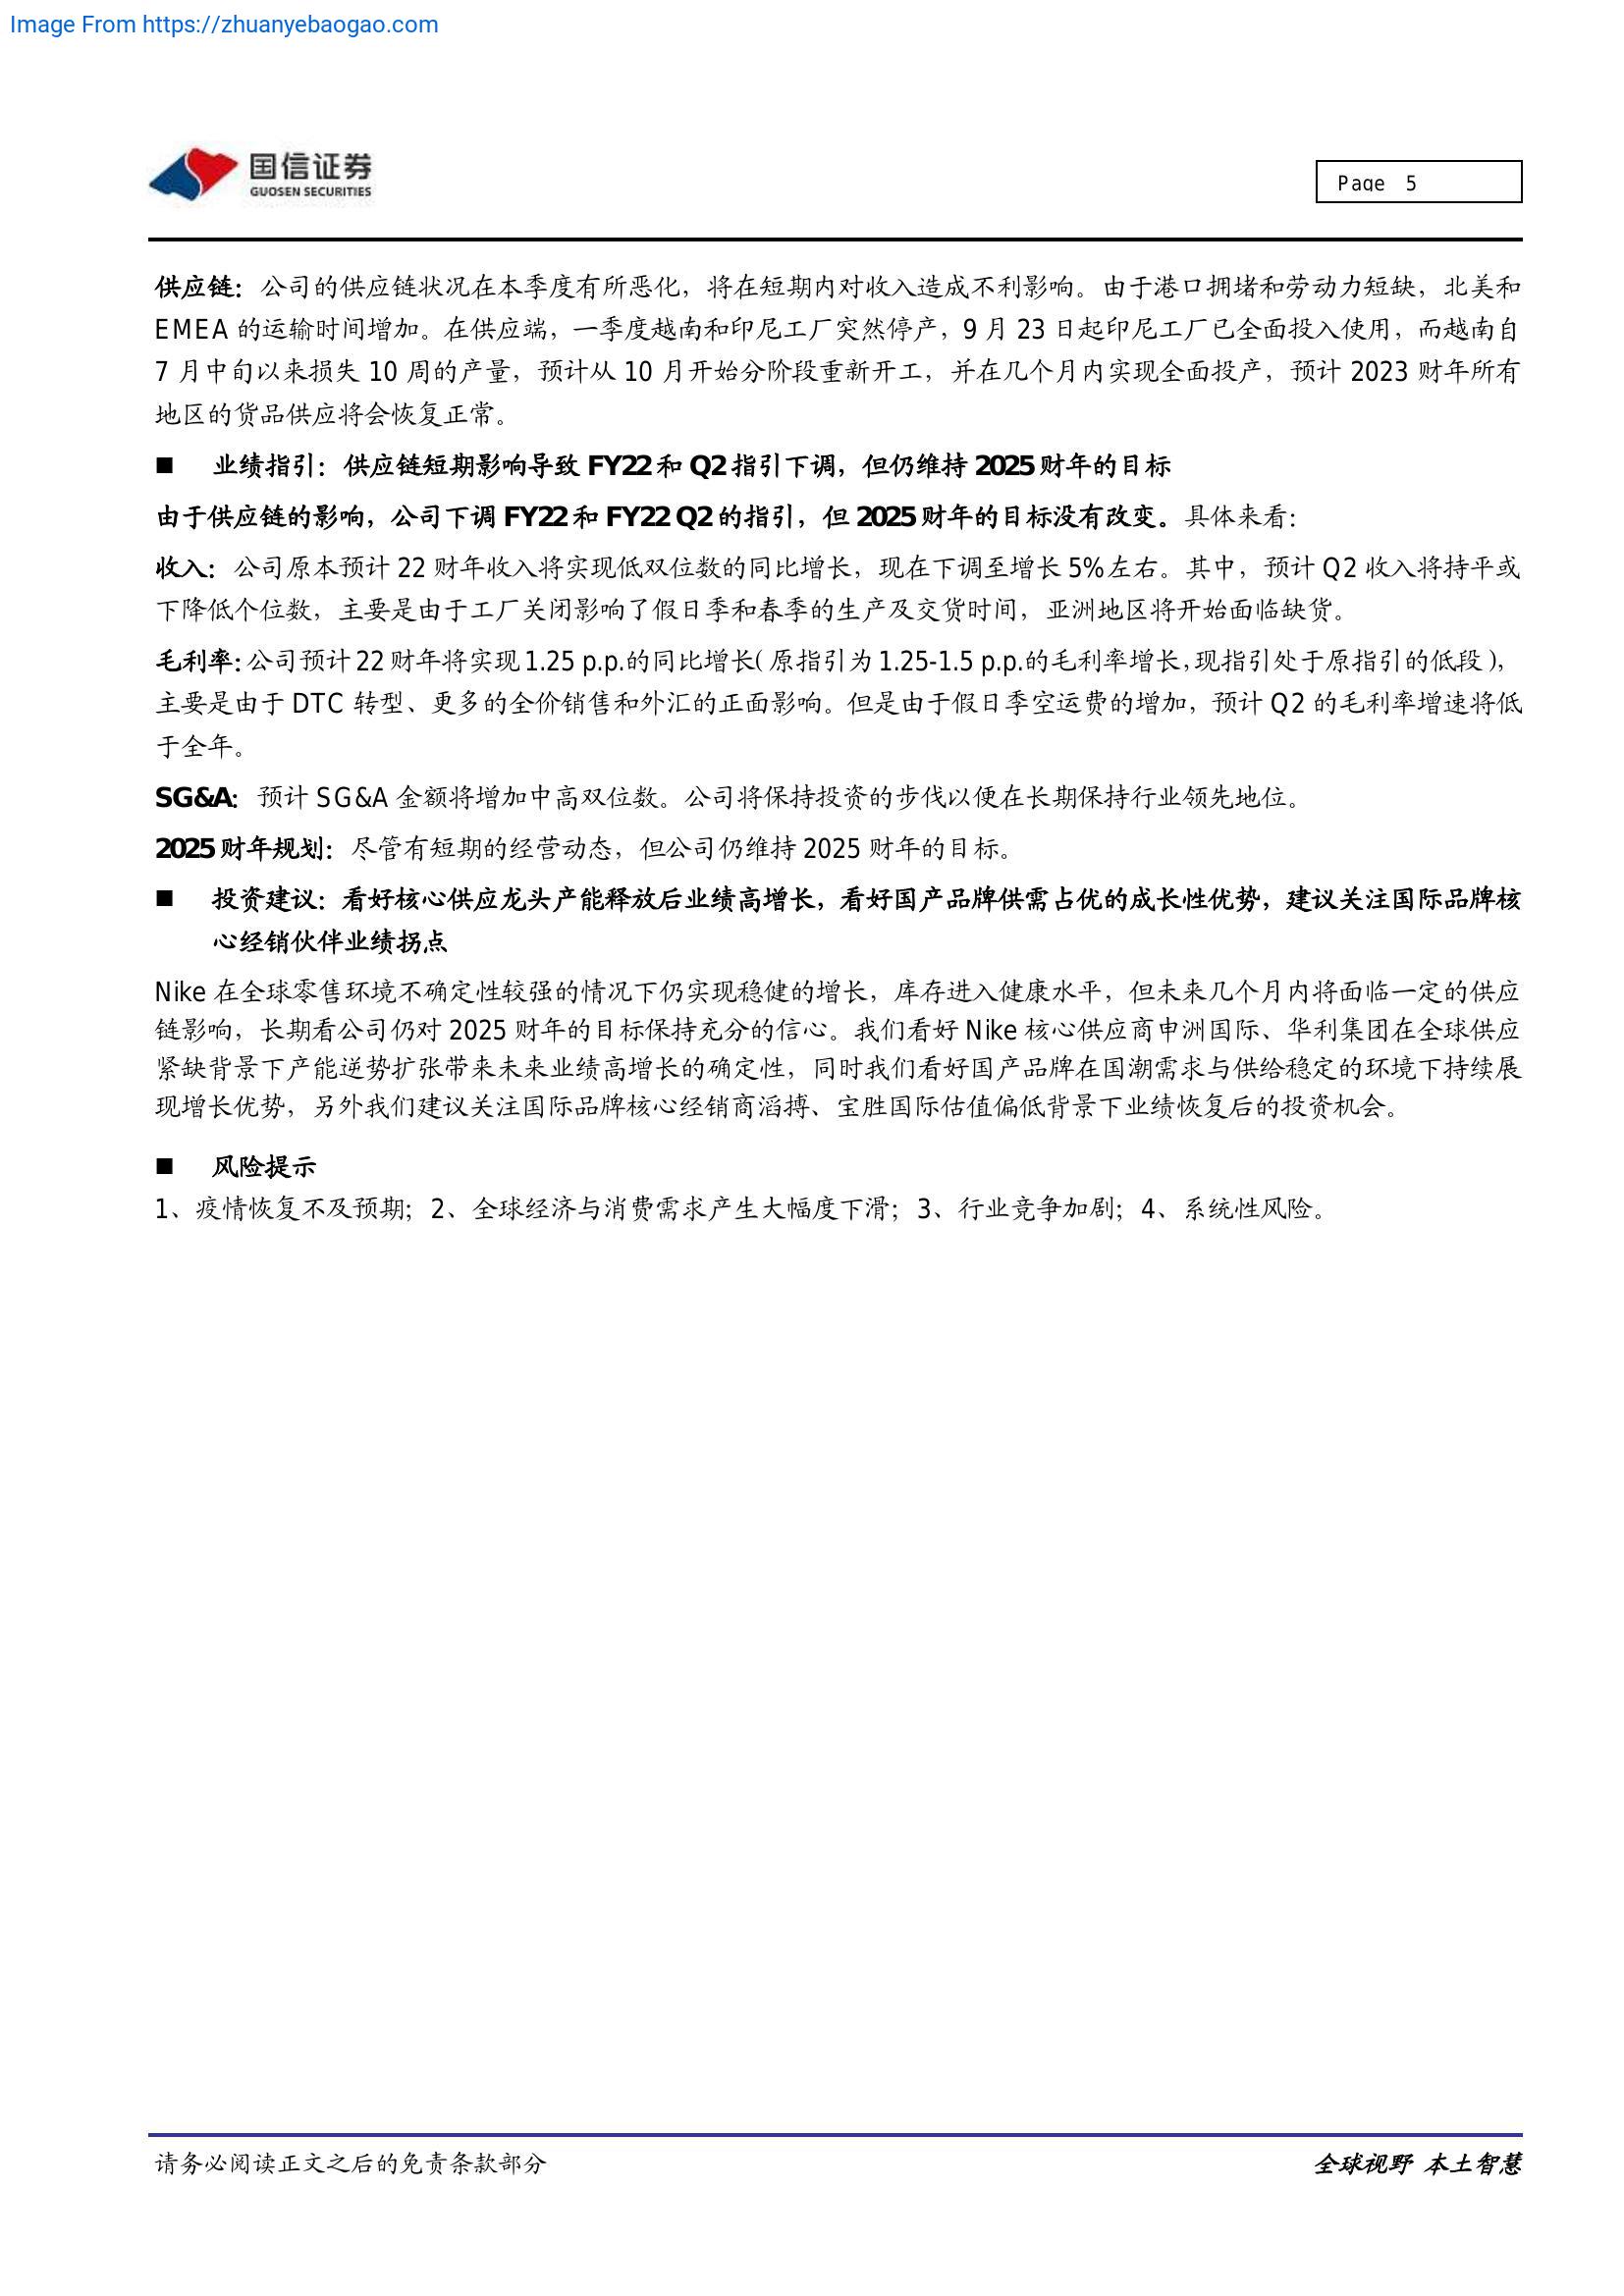 Image From https://zhuanyebaogao.com
国信证券
GUOSEN SECURITIES
Page 5
供应链：公司的供应链状况在本季度有所恶化，将在短期内对收入造成不利影响。由于港口拥堵和劳动力短缺，北美和
EMEA 的运输时间增加。在供应端，一季度越南和印尼工厂突然停产，9 月 23 日起印尼工厂已全面投入使用，而越南自
7 月中旬以来损失 10 周的产量，预计从 10 月开始分阶段重新开工，并在几个月内实现全面投产，预计 2023 财年所有
地区的货品供应将会恢复正常。
■ 业绩指引：供应链短期影响导致 FY22 和 Q2 指引下调，但仍维持 2025 财年的目标
由于供应链的影响，公司下调 FY22 和 FY22 Q2 的指引，但 2025 财年的目标没有改变。具体来看：
收入：公司原本预计 22 财年收入将实现低双位数的同比增长，现在下调至增长 5%左右。其中，预计 Q2 收入将持平或
下降低个位数，主要是由于工厂关闭影响了假日季和春季的生产及交货时间，亚洲地区将开始面临缺货。
毛利率：公司预计 22 财年将实现 1.25 p.p.的同比增长（原指引为 1.25-1.5 p.p.的毛利率增长，现指引处于原指引的低段），
主要是由于 DTC 转型、更多的全价销售和外汇的正面影响。但是由于假日季空运费的增加，预计 Q2 的毛利率增速将低
于全年。
SG&A：预计 SG&A 金额将增加中高双位数。公司将保持投资的步伐以便在长期保持行业领先地位。
2025 财年规划：尽管有短期的经营动态，但公司仍维持 2025 财年的目标。
■ 投资建议：看好核心供应龙头产能释放后业绩高增长，看好国产品牌供需占优的成长性优势，建议关注国际品牌核
心经销伙伴业绩拐点
Nike 在全球零售环境不确定性较强的情况下仍实现稳健的增长，库存进入健康水平，但未来几个月内将面临一定的供应
链影响，长期看公司仍对 2025 财年的目标保持充分的信心。我们看好 Nike 核心供应商申洲国际、华利集团在全球供应
紧缺背景下产能逆势扩张带来未来业绩高增长的确定性，同时我们看好国产品牌在国潮需求与供给稳定的环境下持续展
现增长优势，另外我们建议关注国际品牌核心经销商滔搏、宝胜国际估值偏低背景下业绩恢复后的投资机会。
■ 风险提示
1、疫情恢复不及预期；2、全球经济与消费需求产生大幅度下滑；3、行业竞争加剧；4、系统性风险。
请务必阅读正文之后的免责条款部分
全球视野 本土智慧